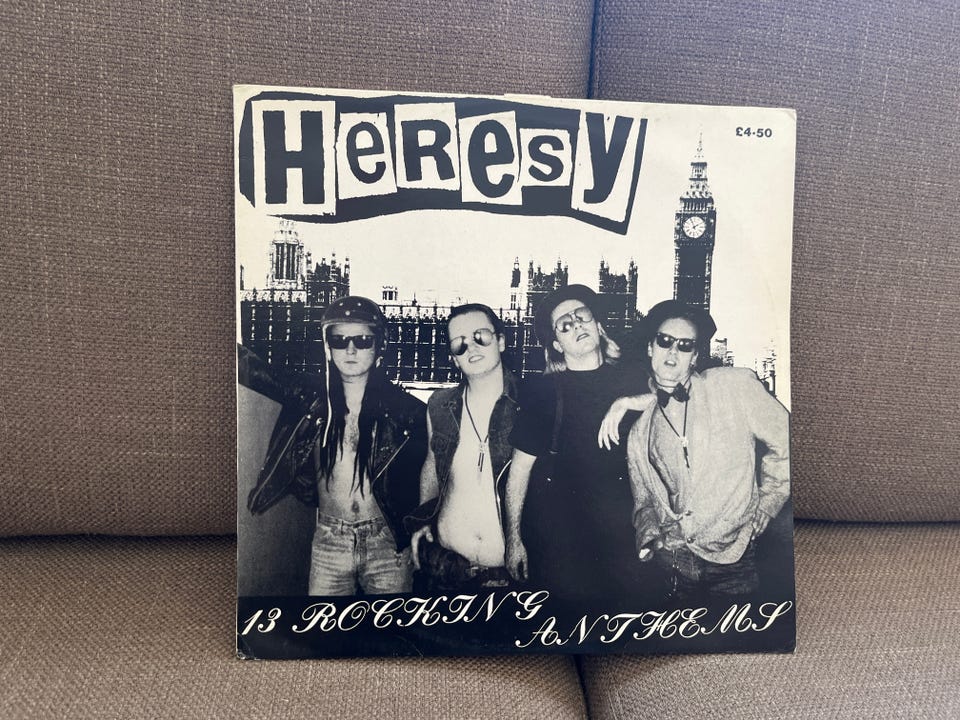 HeResy
£4·50
13 ROCKING
ANTHEMS